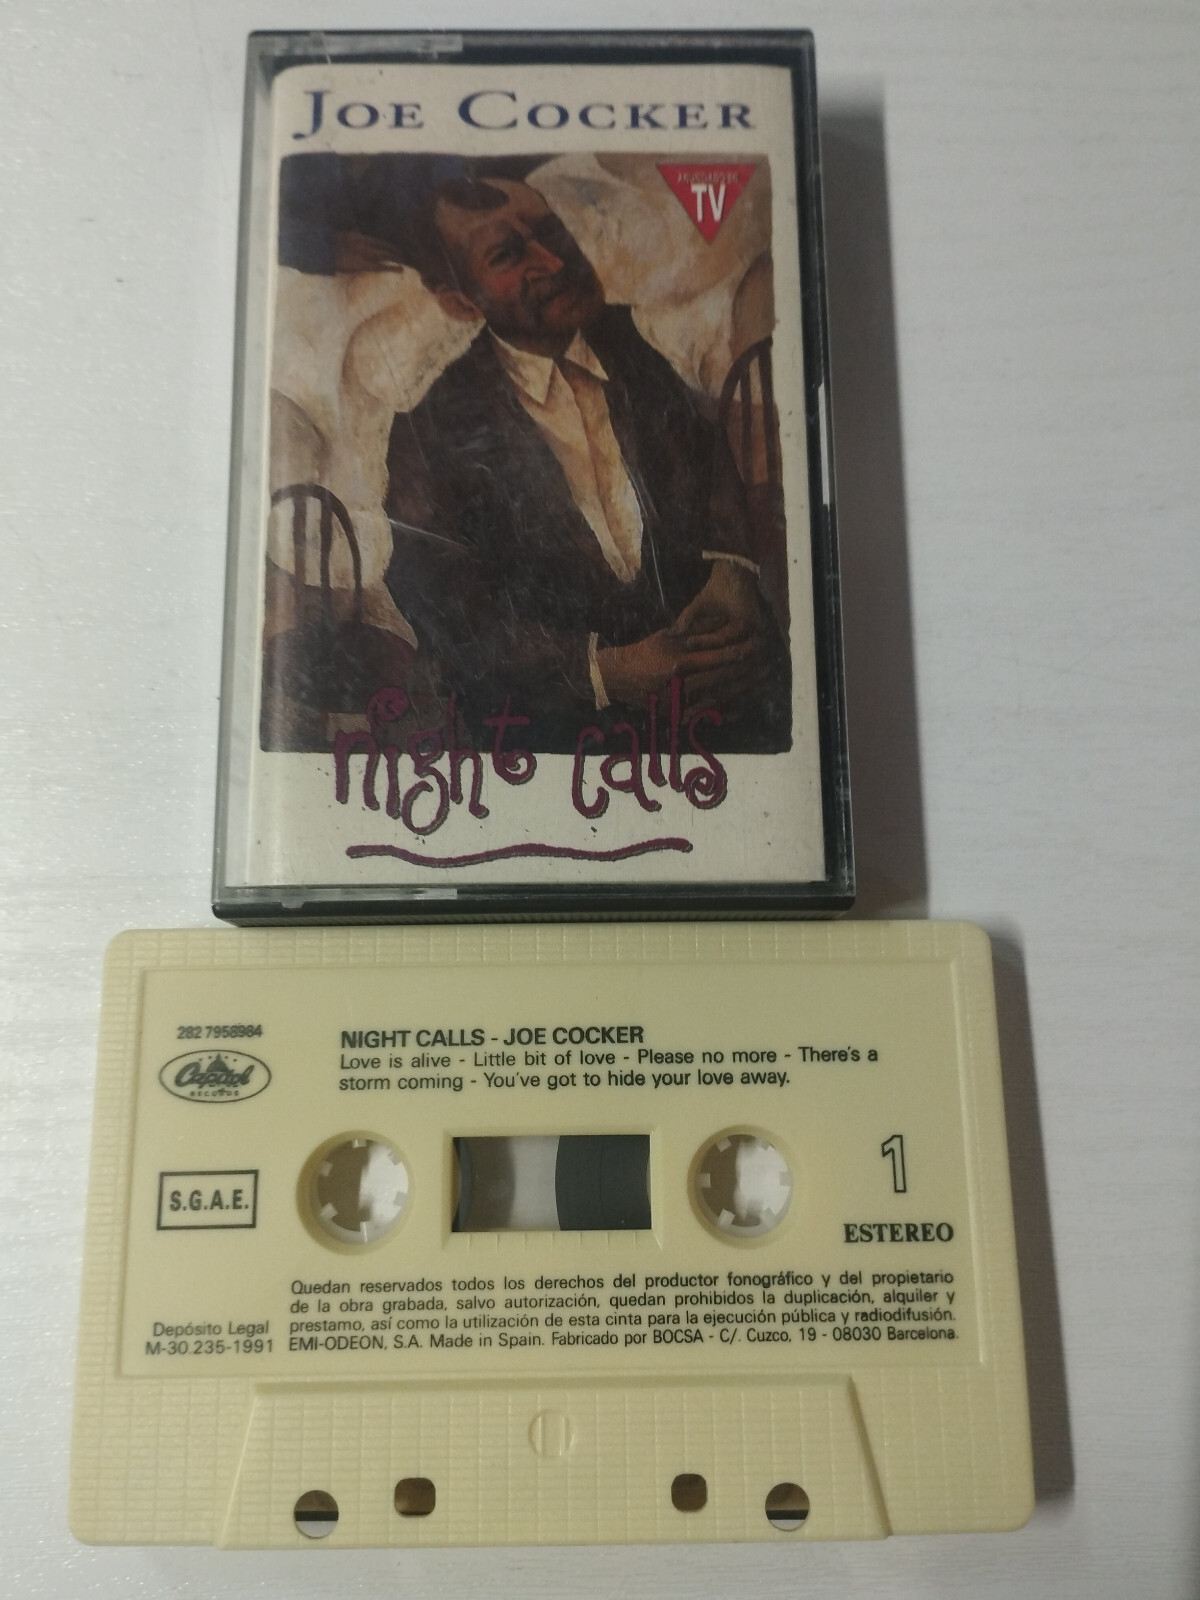 JOE COCKER
ANUNCIADO EN
TV
night calls
282 7958984
Capitol
RECORDS
NIGHT CALLS - JOE COCKER
Love is alive - Little bit of love - Please no more - There's a
storm coming - You've got to hide your love away.
S.G.A.E.
1
ESTEREO
Quedan reservados todos los derechos del productor fonográfico y del propietario
de la obra grabada, salvo autorización, quedan prohibidos la duplicación, alquiler y
prestamo, así como la utilización de esta cinta para la ejecución pública y radiodifusión.
EMI-ODEON, S.A. Made in Spain. Fabricado por BOCSA - C/. Cuzco, 19 - 08030 Barcelona.
Depósito Legal
M-30.235-1991